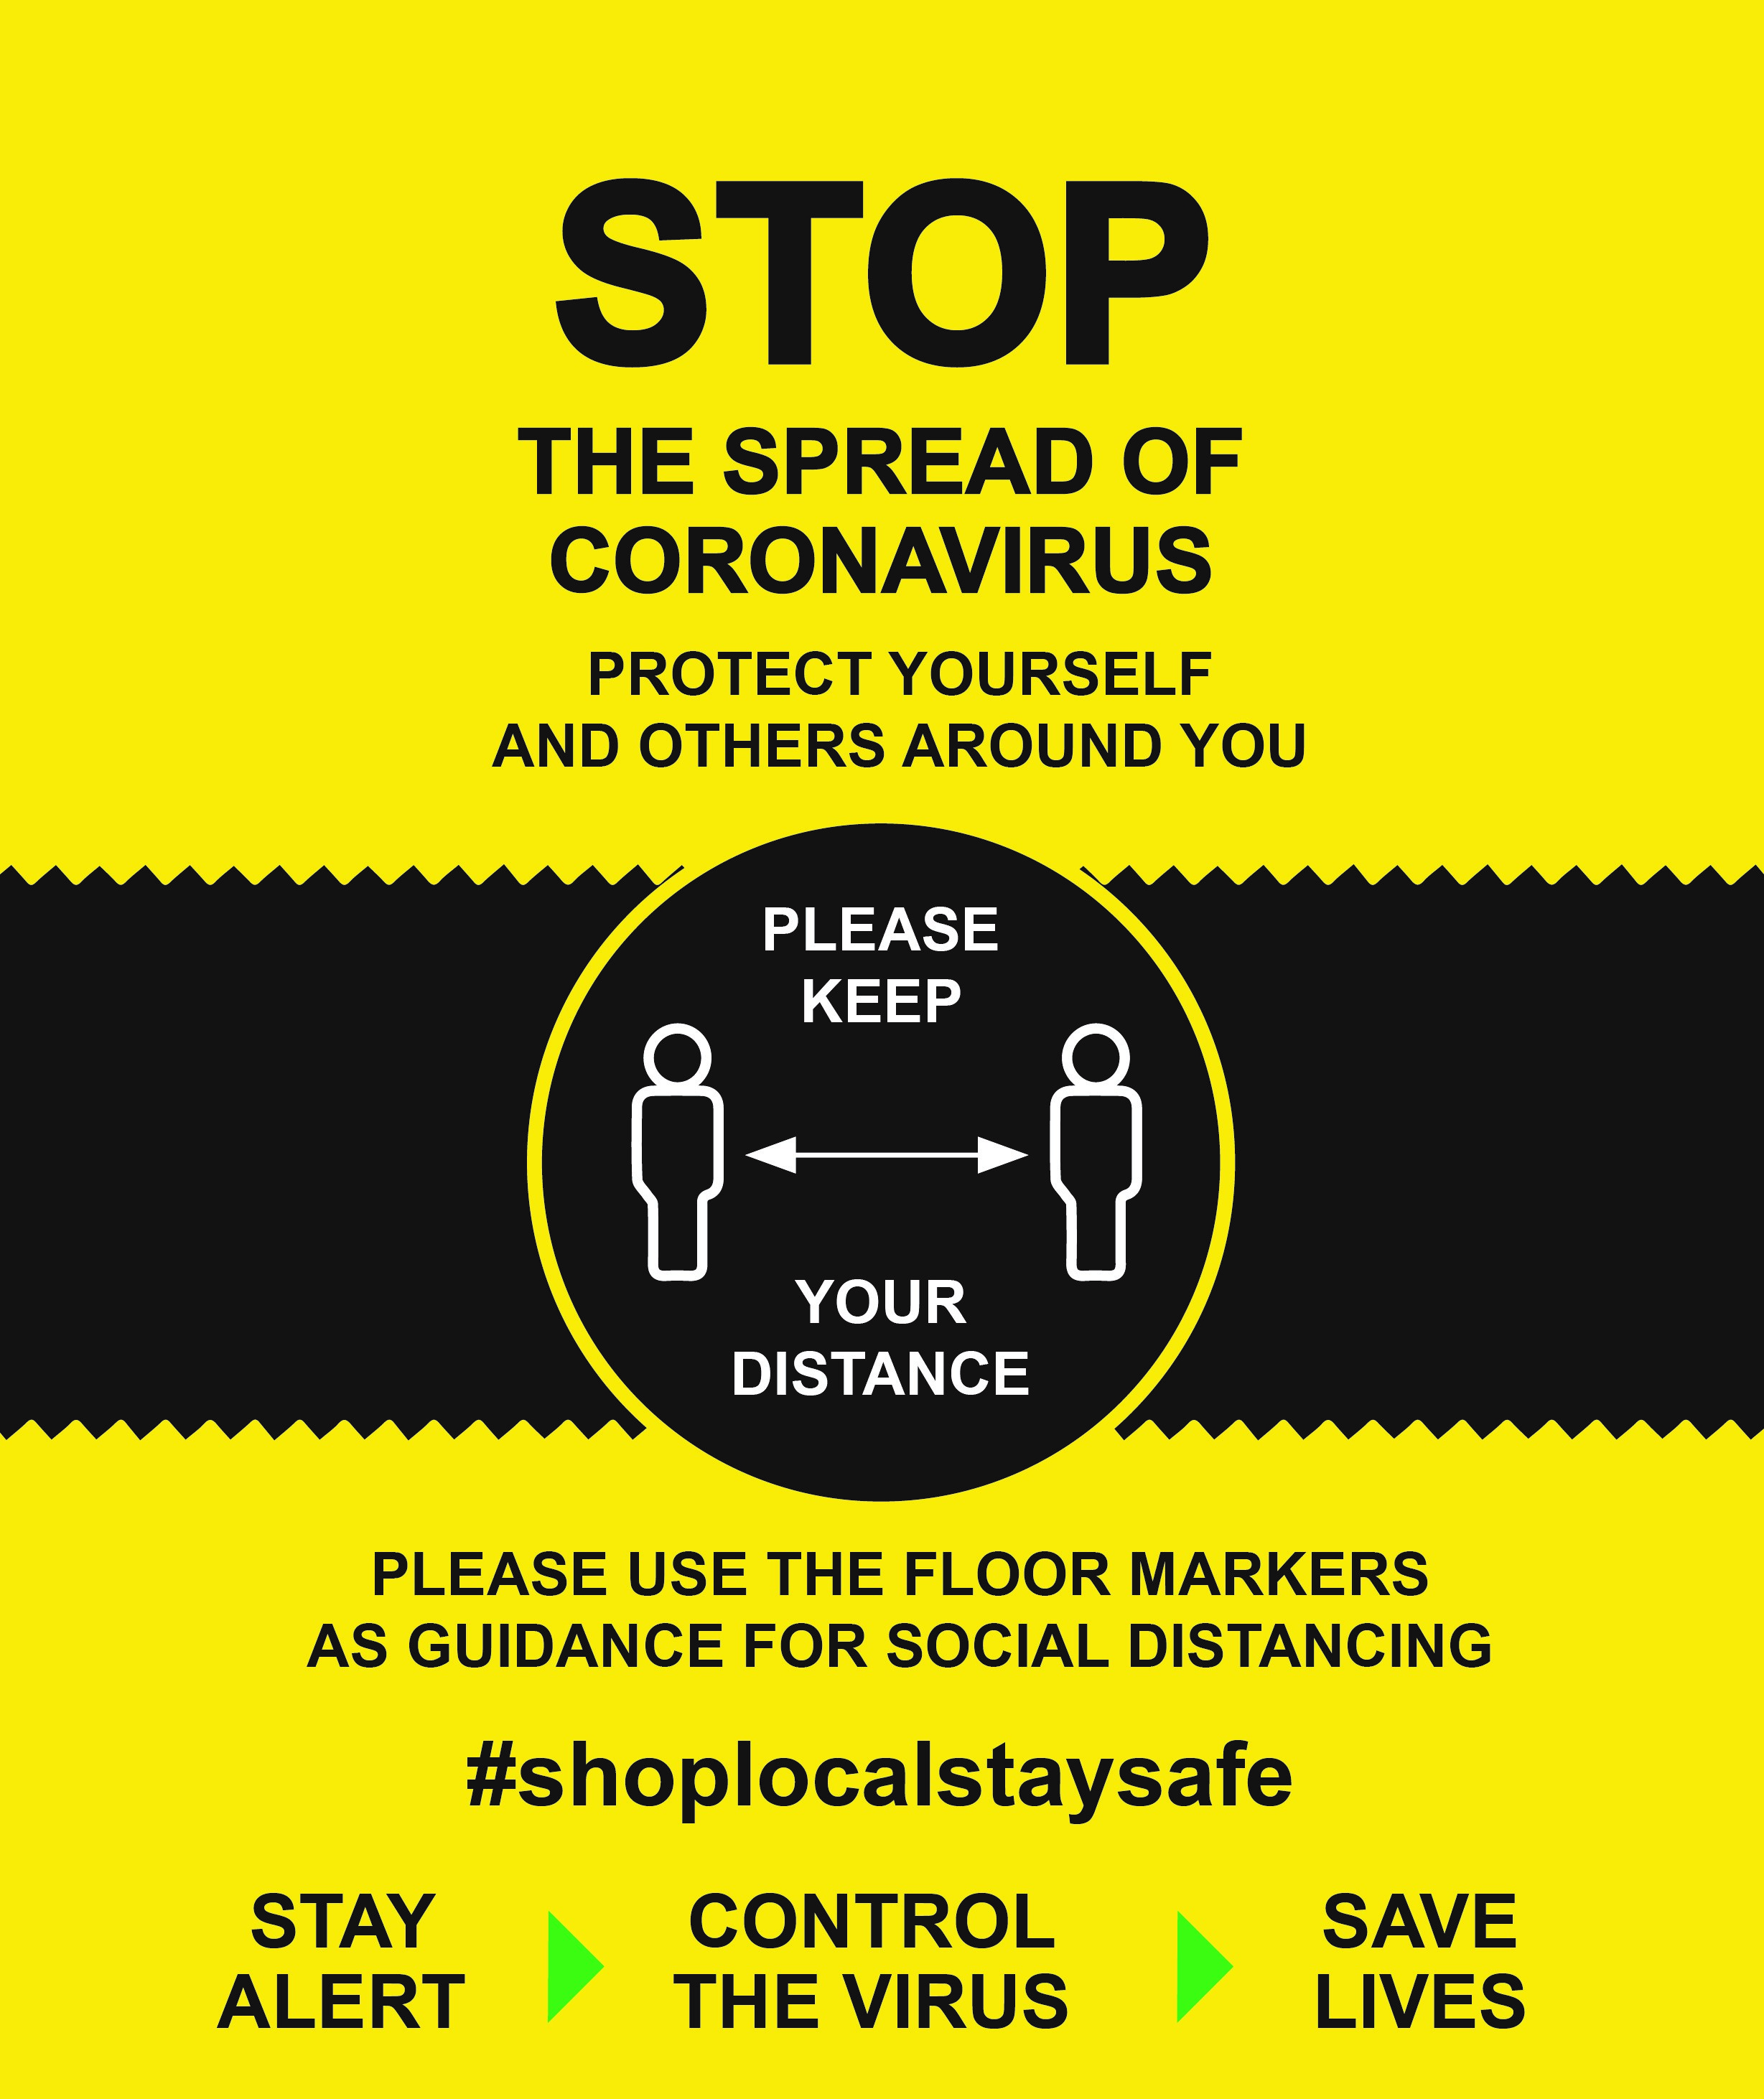 STOP
THE SPREAD OF
CORONAVIRUS
PROTECT YOURSELF
AND OTHERS AROUND YOU
PLEASE
KEEP
YOUR
DISTANCE
PLEASE USE THE FLOOR MARKERS
AS GUIDANCE FOR SOCIAL DISTANCING
#shoplocalstaysafe
STAY
ALERT
CONTROL
THE VIRUS
SAVE
LIVES